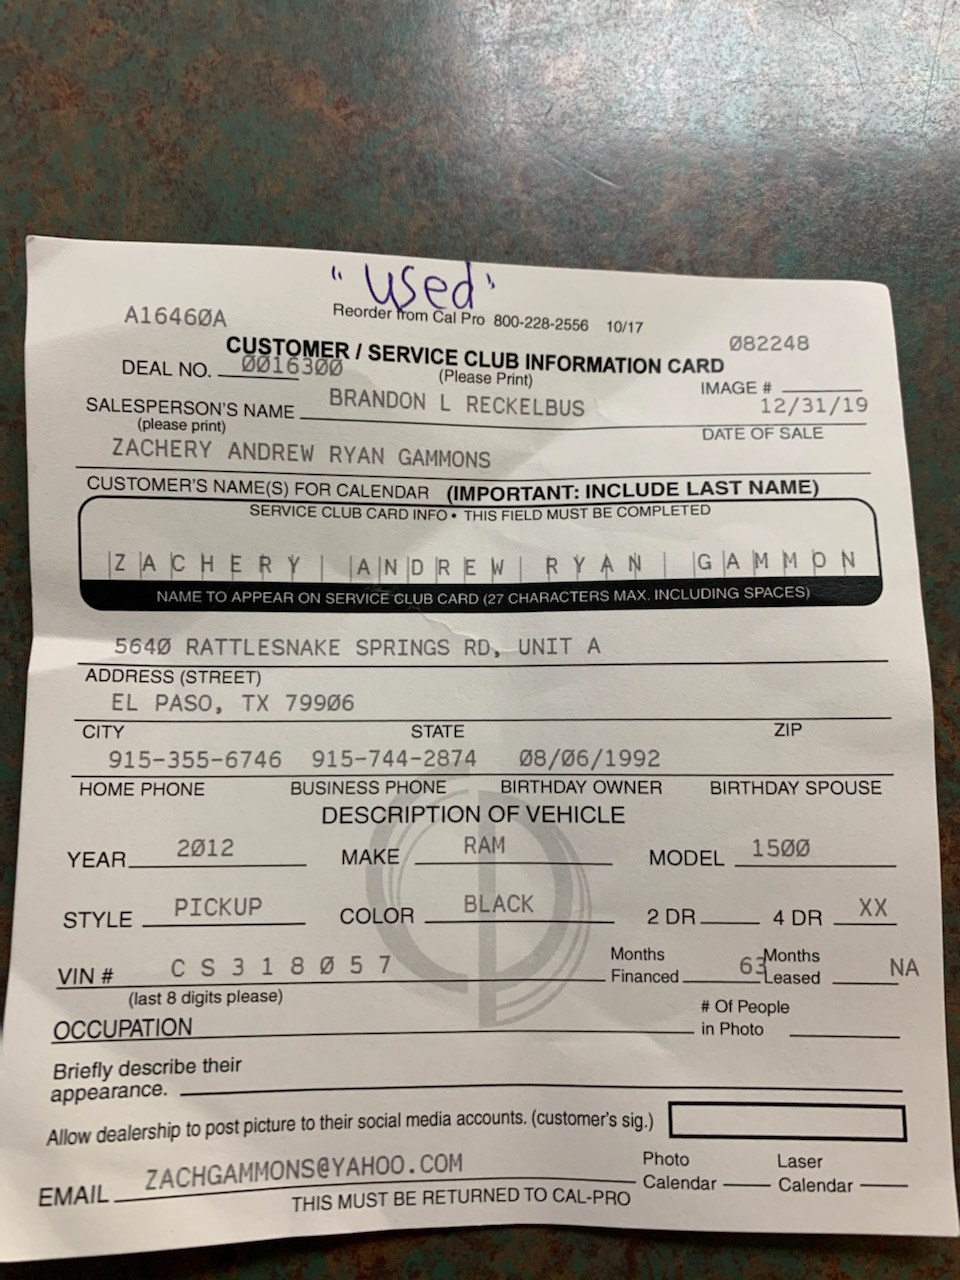 "used"
Reorder from Cal Pro 800-228-2556 10/17
A16460A
082248
CUSTOMER / SERVICE CLUB INFORMATION CARD
DEAL NO. 0016300
(Please Print)
IMAGE #
SALESPERSON'S NAME BRANDON L RECKELBUS 12/31/19
(please print)
DATE OF SALE
ZACHERY ANDREW RYAN GAMMONS
CUSTOMER'S NAME(S) FOR CALENDAR (IMPORTANT: INCLUDE LAST NAME)
SERVICE CLUB CARD INFO • THIS FIELD MUST BE COMPLETED
ZACHERY ANDREW RYAN GAMMON
NAME TO APPEAR ON SERVICE CLUB CARD (27 CHARACTERS MAX. INCLUDING SPACES)
5640 RATTLESNAKE SPRINGS RD, UNIT A
ADDRESS (STREET)
EL PASO, TX 79906
CITY STATE ZIP
915-355-6746 915-744-2874 08/06/1992
HOME PHONE BUSINESS PHONE BIRTHDAY OWNER BIRTHDAY SPOUSE
DESCRIPTION OF VEHICLE
YEAR 2012 MAKE RAM MODEL 1500
STYLE PICKUP COLOR BLACK 2 DR 4 DR XX
VIN # CS318057 Months Financed 63 Months Leased NA
(last 8 digits please)
OCCUPATION # Of People in Photo
Briefly describe their
appearance.
Allow dealership to post picture to their social media accounts. (customer's sig.)
EMAIL ZACHGAMMONS@YAHOO.COM Photo Calendar Laser Calendar
THIS MUST BE RETURNED TO CAL-PRO